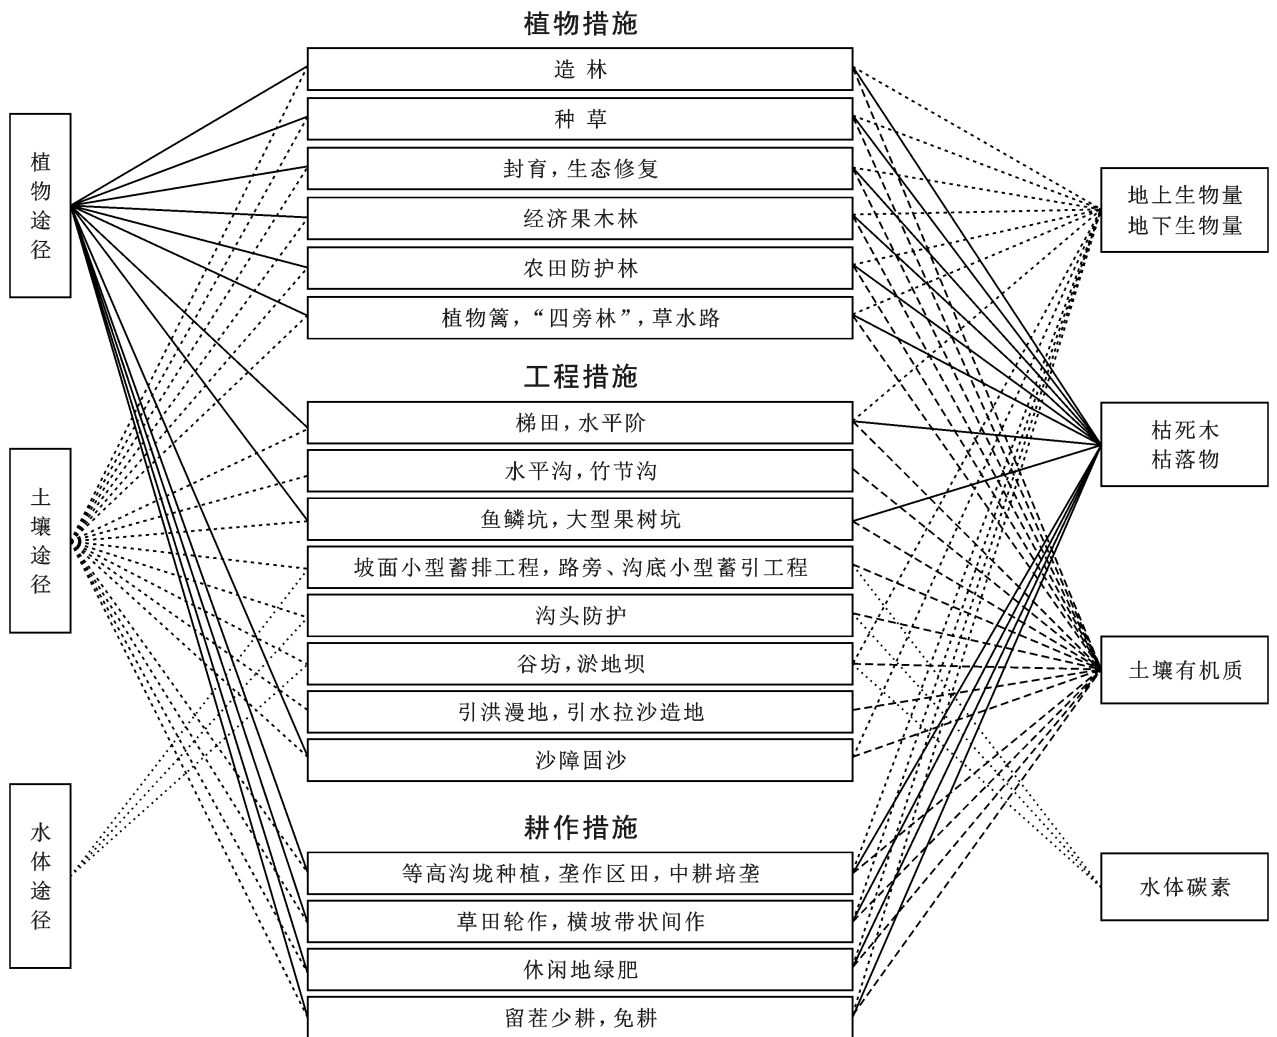 植物措施
造 林
种 草
封育，生态修复
经济果木林
农田防护林
植物篱，“四旁林”，草水路
工程措施
梯田，水平阶
水平沟，竹节沟
鱼鳞坑，大型果树坑
坡面小型蓄排工程，路旁、沟底小型蓄引工程
沟头防护
谷坊，淤地坝
引洪漫地，引水拉沙造地
沙障固沙
耕作措施
等高沟垅种植，垄作区田，中耕培垄
草田轮作，横坡带状间作
休闲地绿肥
留茬少耕，免耕
植物途径
土壤途径
水体途径
地上生物量
地下生物量
枯死木
枯落物
土壤有机质
水体碳素